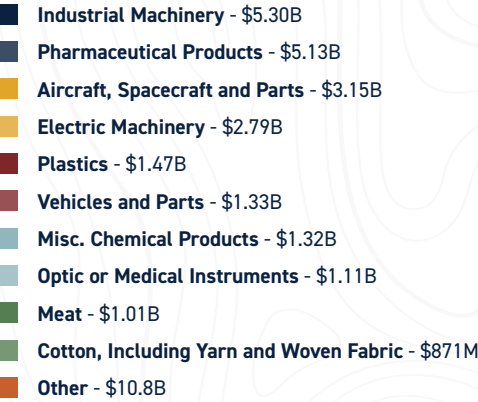 Industrial Machinery - $5.30B
Pharmaceutical Products - $5.13B
Aircraft, Spacecraft and Parts - $3.15B
Electric Machinery - $2.79B
Plastics - $1.47B
Vehicles and Parts - $1.33B
Misc. Chemical Products - $1.32B
Optic or Medical Instruments - $1.11B
Meat - $1.01B
Cotton, Including Yarn and Woven Fabric - $871M
Other - $10.8B